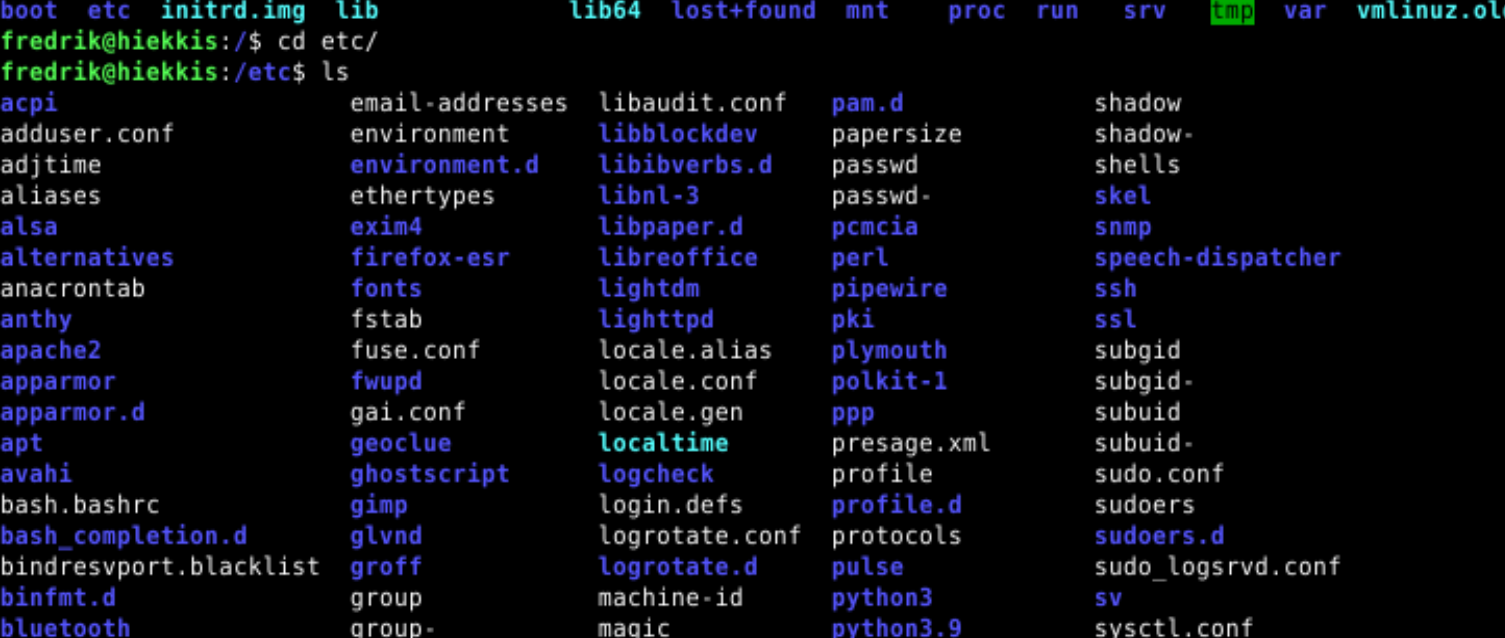 boot etc initrd.img lib lib64 lost+found mnt proc run srv tmp var
fredrik@hiekkis:/$ cd etc/
fredrik@hiekkis:/etc$ ls
acpi email-addresses libaudit.conf pam.d shadow
adduser.conf environment libblockdev papersize shadow-
adjtime environment.d libibverbs.d passwd shells
aliases ethertypes libnl-3 passwd- skel
alsa exim4 libpaper.d pcmcia snmp
alternatives firefox-esr libreoffice perl speech-dispatcher
anacrontab fonts lightdm pipewire ssh
anthy fstab lighttpd pki ssl
apache2 fuse.conf locale.alias plymouth subgid
apparmor fwupd locale.conf polkit-1 subgid-
apparmor.d gai.conf locale.gen ppp subuid
apt geoclue localtime presage.xml subuid-
avahi ghostscript logcheck profile sudo.conf
bash.bashrc gimp login.defs profile.d sudoers
bash_completion.d glvnd logrotate.conf protocols sudoers.d
bindresvport.blacklist groff logrotate.d pulse sudo_logsrvd.conf
binfmt.d group machine-id python3 sv
bluetooth group- magic python3.9 sysctl.conf